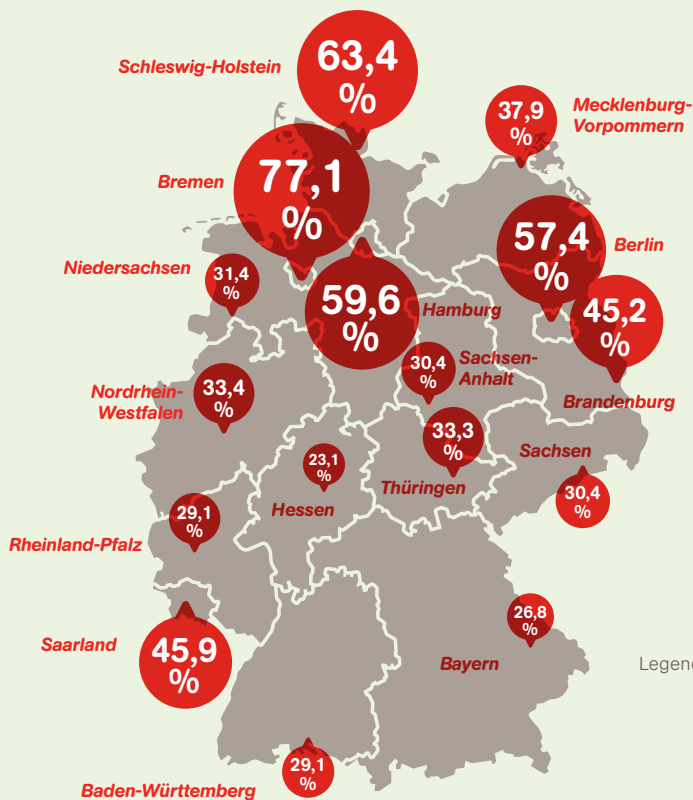 Schleswig-Holstein
63,4
%
37,9
%
Mecklenburg-
Vorpommern
Bremen
77,1
%
57,4
%
Berlin
Niedersachsen
31,4
%
59,6
%
Hamburg
45,2
%
Brandenburg
Nordrhein-
Westfalen
33,4
%
30,4
%
Sachsen-
Anhalt
33,3
%
Thüringen
Sachsen
30,4
%
23,1
%
Hessen
29,1
%
Rheinland-Pfalz
Saarland
45,9
%
26,8
%
Bayern
Legen
29,1
%
Baden-Württemberg